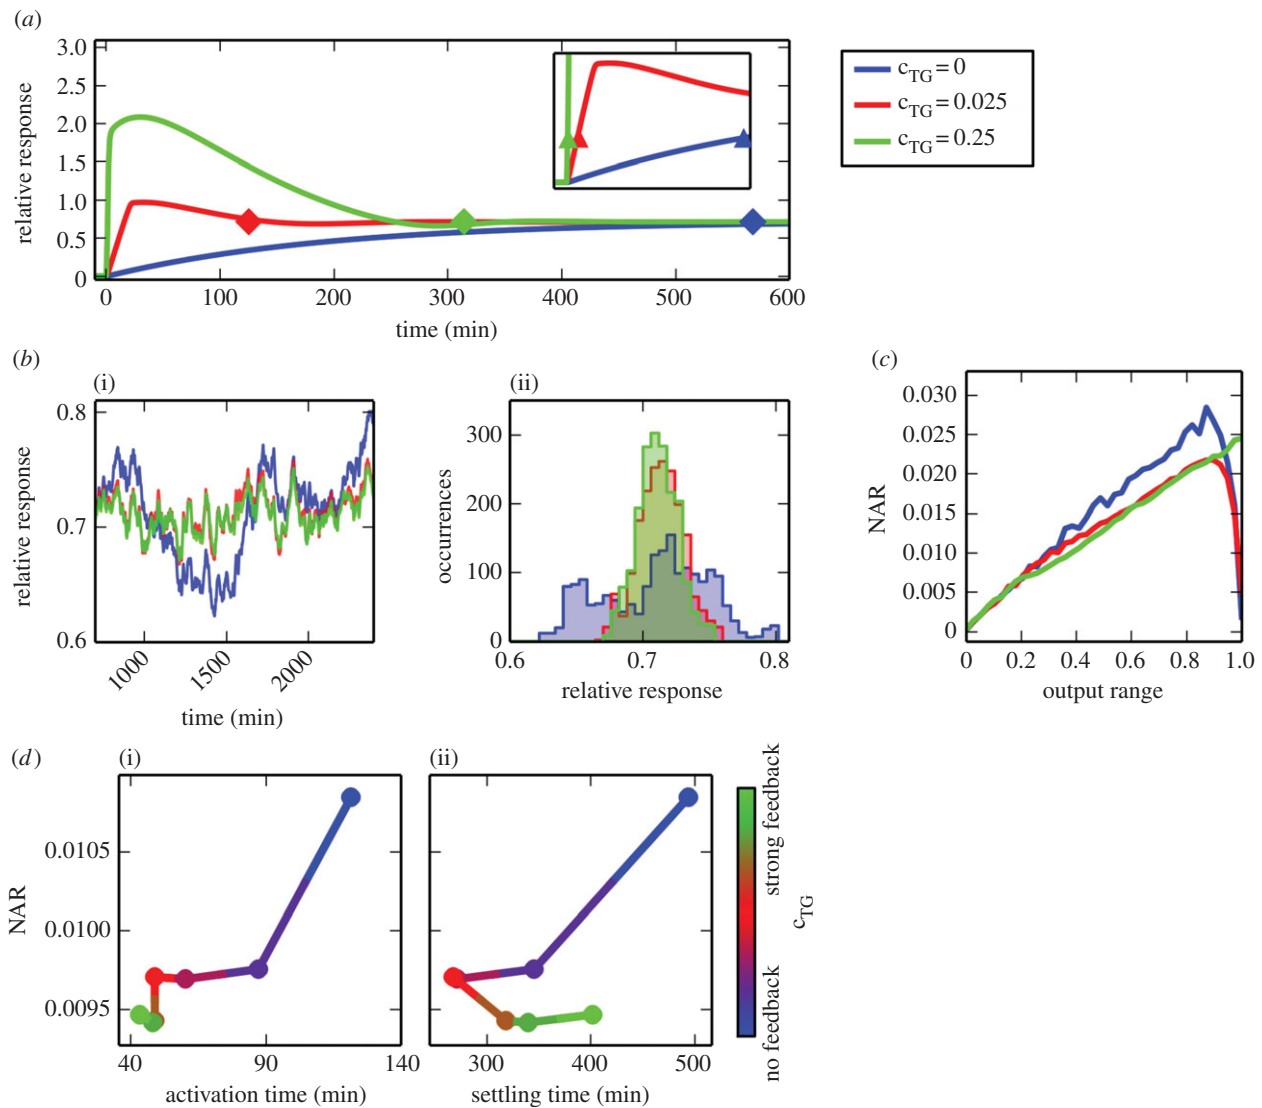 (a)
relative response
3.0
2.5
2.0
1.5
1.0
0.5
0
0 100 200 300 400 500 600
time (min)
c_TG = 0
c_TG = 0.025
c_TG = 0.25
(b)
(i)
relative response
0.8
0.7
0.6
1000 1500 2000
time (min)
(ii)
occurrences
300
200
100
0
0.6 0.7 0.8
relative response
(c)
NAR
0.030
0.025
0.020
0.015
0.010
0.005
0
0 0.2 0.4 0.6 0.8 1.0
output range
(d)
(i)
NAR
0.0105
0.0100
0.0095
40 90 140
activation time (min)
(ii)
300 400 500
settling time (min)
no feedback strong feedback
c_TG